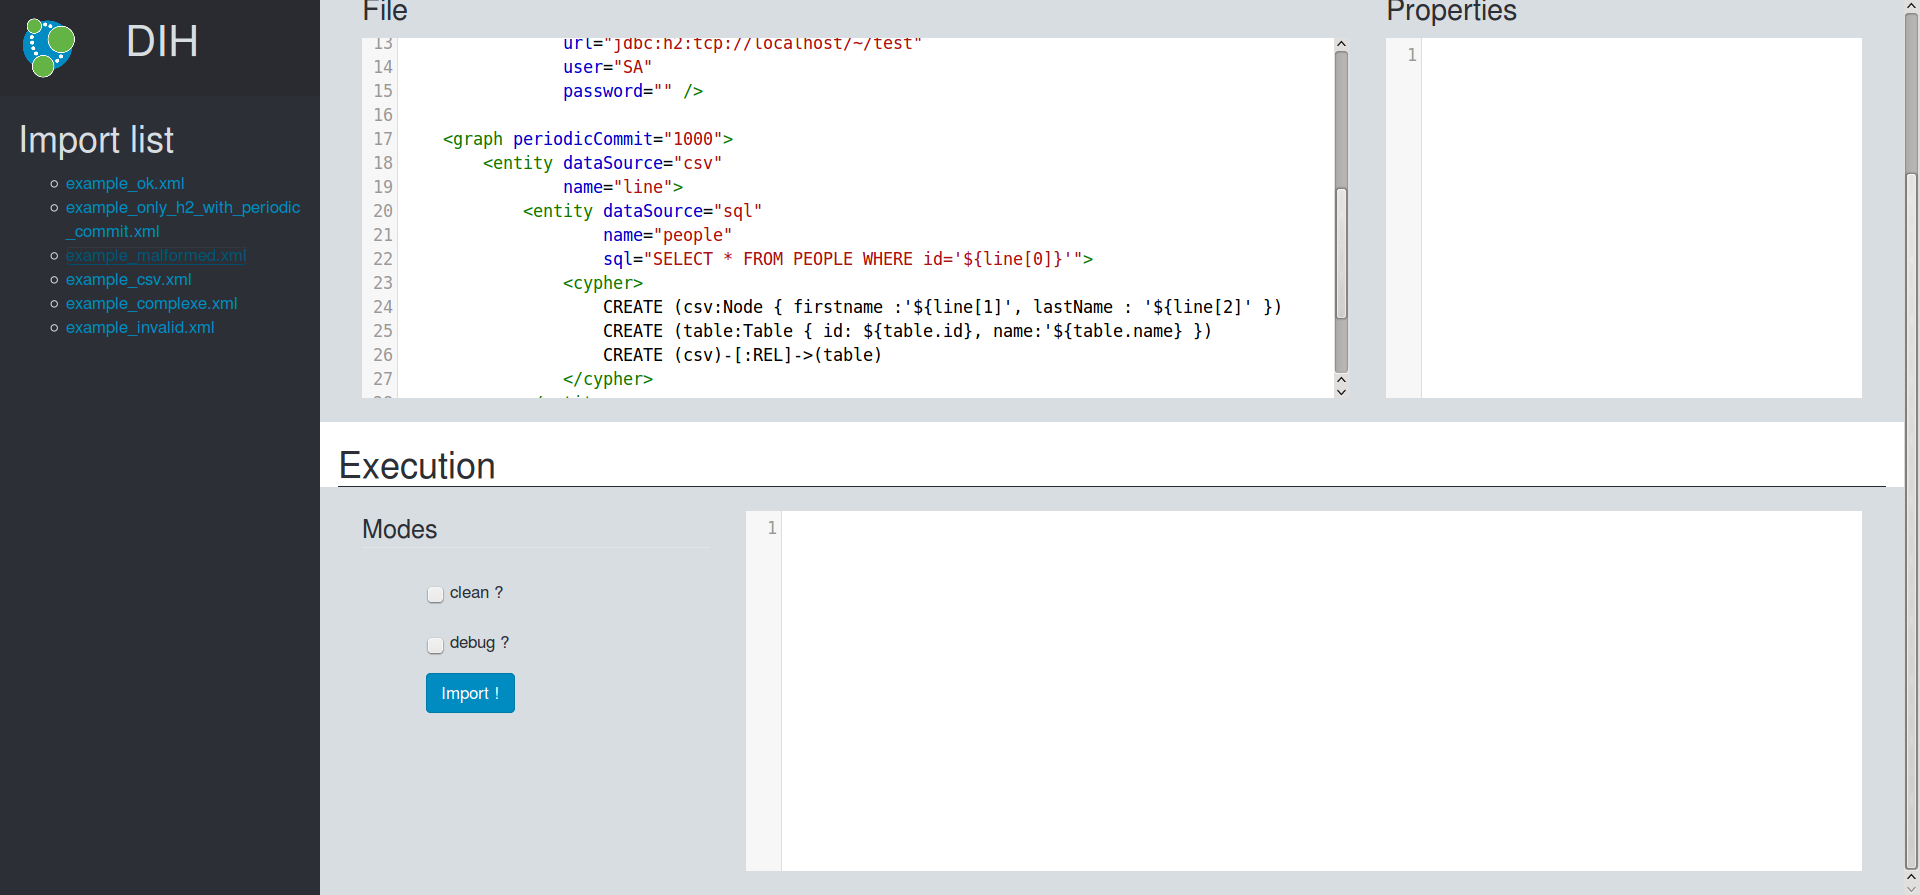 DIH
Import list
example_ok.xml
example_only_h2_with_periodic
_commit.xml
example_malformed.xml
example_csv.xml
example_complexe.xml
example_invalid.xml
File
13 url="jdbc:h2:tcp://localhost/~/test"
14 user="SA"
15 password="" />
16
17 <graph periodicCommit="1000">
18 <entity dataSource="csv"
19 name="line">
20 <entity dataSource="sql"
21 name="people"
22 sql="SELECT * FROM PEOPLE WHERE id='${line[0]}'">
23 <cypher>
24 CREATE (csv:Node { firstname :'${line[1]', lastName : '${line[2]' })
25 CREATE (table:Table { id: ${table.id}, name:'${table.name} })
26 CREATE (csv)-[:REL]->(table)
27 </cypher>
Properties
1
Execution
Modes
clean ?
debug ?
Import !
1